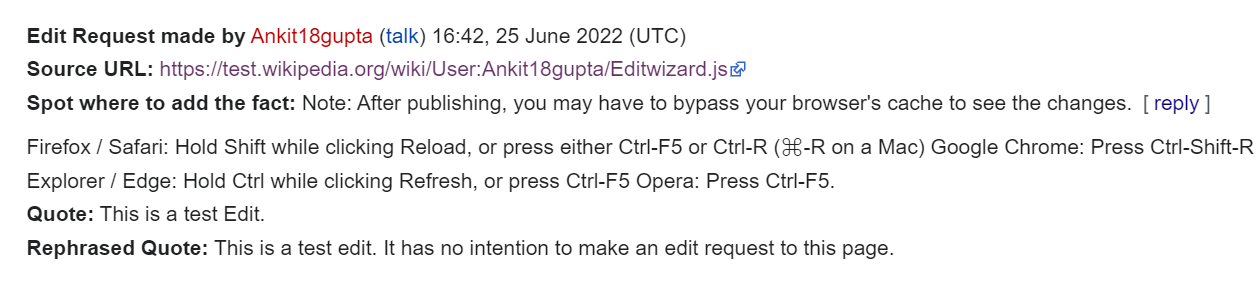 Edit Request made by Ankit18gupta (talk) 16:42, 25 June 2022 (UTC)
Source URL: https://test.wikipedia.org/wiki/User:Ankit18gupta/Editwizard.js
Spot where to add the fact: Note: After publishing, you may have to bypass your browser's cache to see the changes. [ reply ]
Firefox / Safari: Hold Shift while clicking Reload, or press either Ctrl-F5 or Ctrl-R (⌘-R on a Mac) Google Chrome: Press Ctrl-Shift-R
Explorer / Edge: Hold Ctrl while clicking Refresh, or press Ctrl-F5 Opera: Press Ctrl-F5.
Quote: This is a test Edit.
Rephrased Quote: This is a test edit. It has no intention to make an edit request to this page.